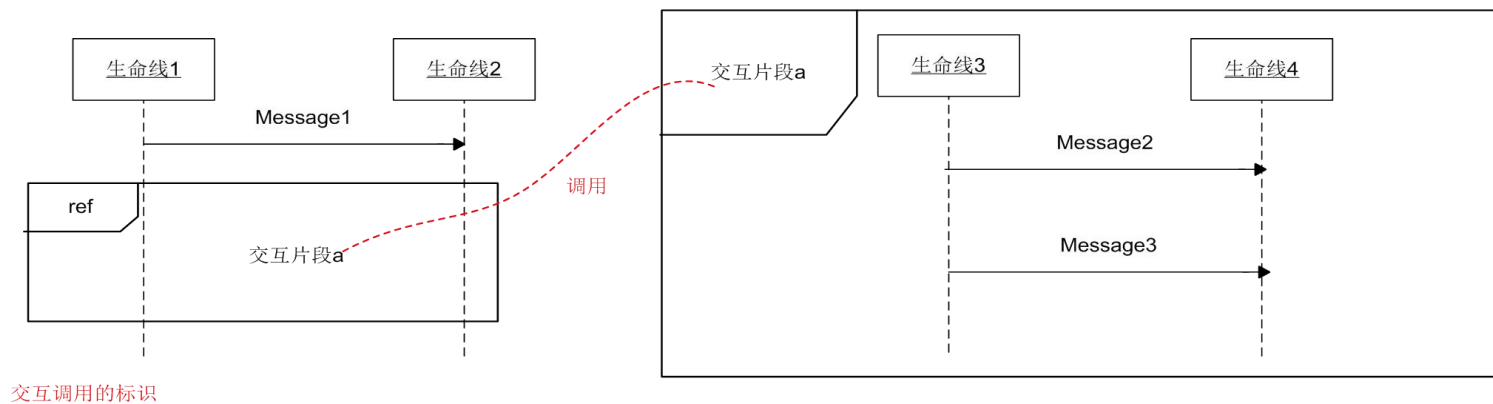 生命线1
生命线2
Message1
ref
交互片段a
交互调用的标识
调用
交互片段a
生命线3
生命线4
Message2
Message3